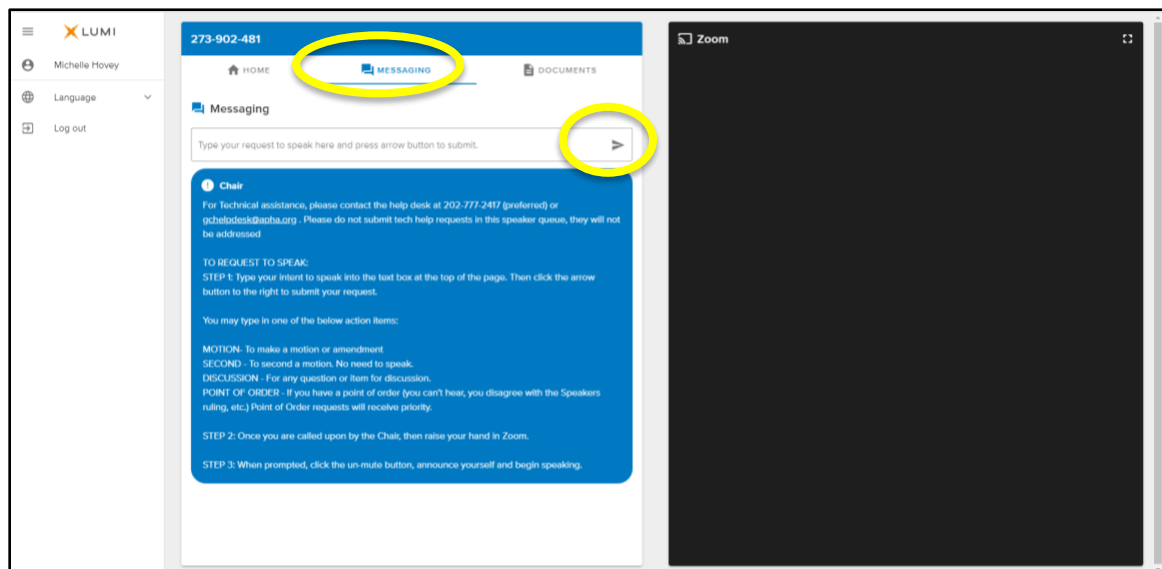 LUMI
Michelle Hovey
Language
Log out
273-902-481
HOME
MESSAGING
DOCUMENTS
Messaging
Type your request to speak here and press arrow button to submit.
Chair
For Technical assistance, please contact the help desk at 202-777-2417 (preferred) or
gchelpdesk@apha.org . Please do not submit tech help requests in this speaker queue, they will not
be addressed
TO REQUEST TO SPEAK:
STEP 1: Type your intent to speak into the text box at the top of the page. Then click the arrow
button to the right to submit your request.
You may type in one of the below action items:
MOTION- To make a motion or amendment
SECOND - To second a motion. No need to speak.
DISCUSSION - For any question or item for discussion.
POINT OF ORDER - If you have a point of order (you can't hear, you disagree with the Speakers
ruling, etc.) Point of Order requests will receive priority.
STEP 2: Once you are called upon by the Chair, then raise your hand in Zoom.
STEP 3: When prompted, click the un-mute button, announce yourself and begin speaking.
Zoom